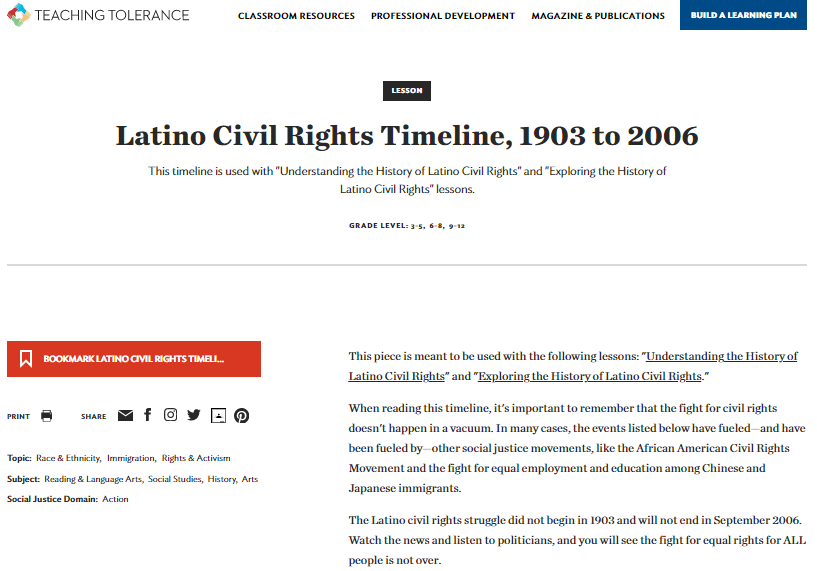 TEACHING TOLERANCE
CLASSROOM RESOURCES PROFESSIONAL DEVELOPMENT MAGAZINE & PUBLICATIONS BUILD A LEARNING PLAN
LESSON
Latino Civil Rights Timeline, 1903 to 2006
This timeline is used with "Understanding the History of Latino Civil Rights" and "Exploring the History of
Latino Civil Rights" lessons.
GRADE LEVEL: 3-5, 6-8, 9-12
BOOKMARK LATINO CIVIL RIGHTS TIMELI...
PRINT SHARE
Topic: Race & Ethnicity, Immigration, Rights & Activism
Subject: Reading & Language Arts, Social Studies, History, Arts
Social Justice Domain: Action
This piece is meant to be used with the following lessons: "Understanding the History of
Latino Civil Rights" and "Exploring the History of Latino Civil Rights."
When reading this timeline, it's important to remember that the fight for civil rights
doesn't happen in a vacuum. In many cases, the events listed below have fueled—and have
been fueled by—other social justice movements, like the African American Civil Rights
Movement and the fight for equal employment and education among Chinese and
Japanese immigrants.
The Latino civil rights struggle did not begin in 1903 and will not end in September 2006.
Watch the news and listen to politicians, and you will see the fight for equal rights for ALL
people is not over.